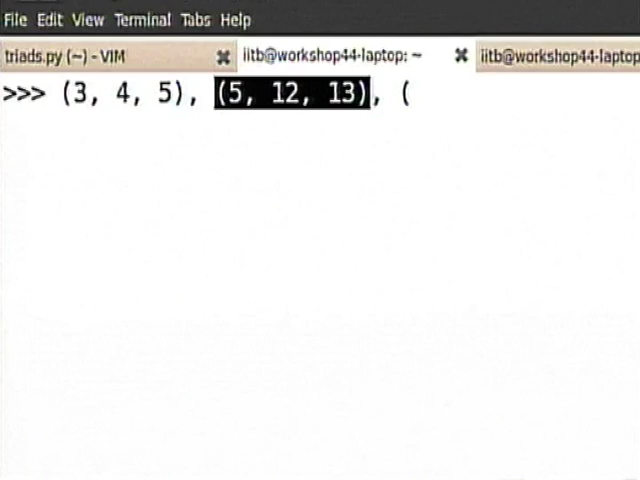 File Edit View Terminal Tabs Help
triads.py (~) - VIM
iitb@workshop44-laptop: ~
iitb@workshop44-laptop
>>> (3, 4, 5), (5, 12, 13), (